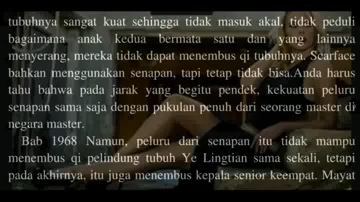 tubuhnya sangat kuat sehingga tidak masuk akal, tidak peduli
bagaimana anak kedua bermata satu dan yang lainnya
menyerang, mereka tidak dapat menembus qi tubuhnya. Scarface
bahkan menggunakan senapan, tapi tetap tidak bisa.Anda harus
tahu bahwa pada jarak yang begitu pendek, kekuatan peluru
senapan sama saja dengan pukulan penuh dari seorang master di
negara master.
Bab 1968 Namun, peluru dari senapan itu tidak mampu
menembus qi pelindung tubuh Ye Lingtian sama sekali, tetapi
pada akhirnya, itu juga menembus kepala senior keempat. Mayat